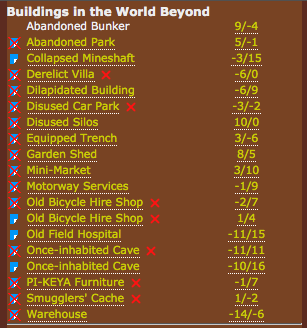 Buildings in the World Beyond
Abandoned Bunker 9/-4
Abandoned Park 5/-1
Collapsed Mineshaft -3/15
Derelict Villa -6/0
Dilapidated Building -6/9
Disused Car Park -3/-2
Disused Silos 10/0
Equipped Trench 3/-6
Garden Shed 8/5
Mini-Market 3/10
Motorway Services -1/9
Old Bicycle Hire Shop -2/7
Old Bicycle Hire Shop 1/4
Old Field Hospital -11/15
Once-inhabited Cave -11/11
Once-inhabited Cave -10/16
PI-KEYA Furniture -1/7
Smugglers' Cache 1/-2
Warehouse -14/-6